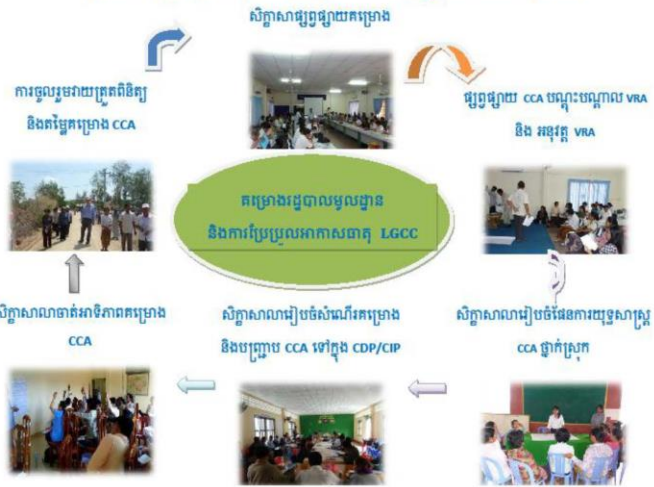 សិក្ខាសាលាផ្សព្វផ្សាយគម្រោង
ផ្សព្វផ្សាយ CCA បណ្តុះបណ្តាល VRA
និង អនុវត្ត VRA
សិក្ខាសាលារៀបចំផែនការយុទ្ធសាស្ត្រ
CCA ថ្នាក់ស្រុក
សិក្ខាសាលារៀបចំសំណើរគម្រោង
និងបញ្ជ្រាប CCA ទៅក្នុង CDP/CIP
សិក្ខាសាលាចាត់អាទិភាពគម្រោង
CCA
ការចូលរួមវាយត្រួតពិនិត្យ
និងតម្លៃគម្រោង CCA
គម្រោងរដ្ឋបាលមូលដ្ឋាន
និងការប្រែប្រួលអាកាសធាតុ LGCC